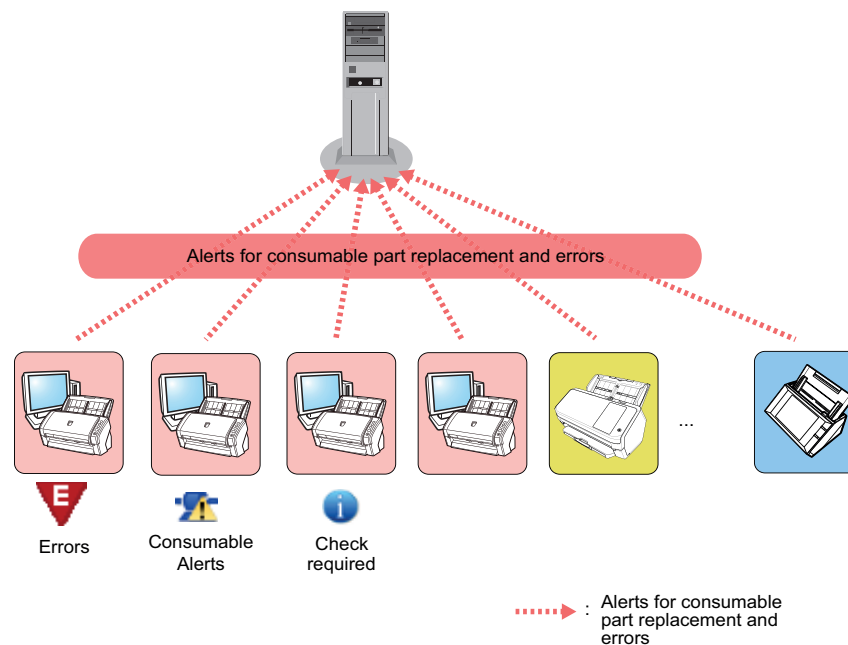 Alerts for consumable part replacement and errors
...
E
Errors
Consumable
Alerts
i
Check
required
: Alerts for consumable
part replacement and
errors